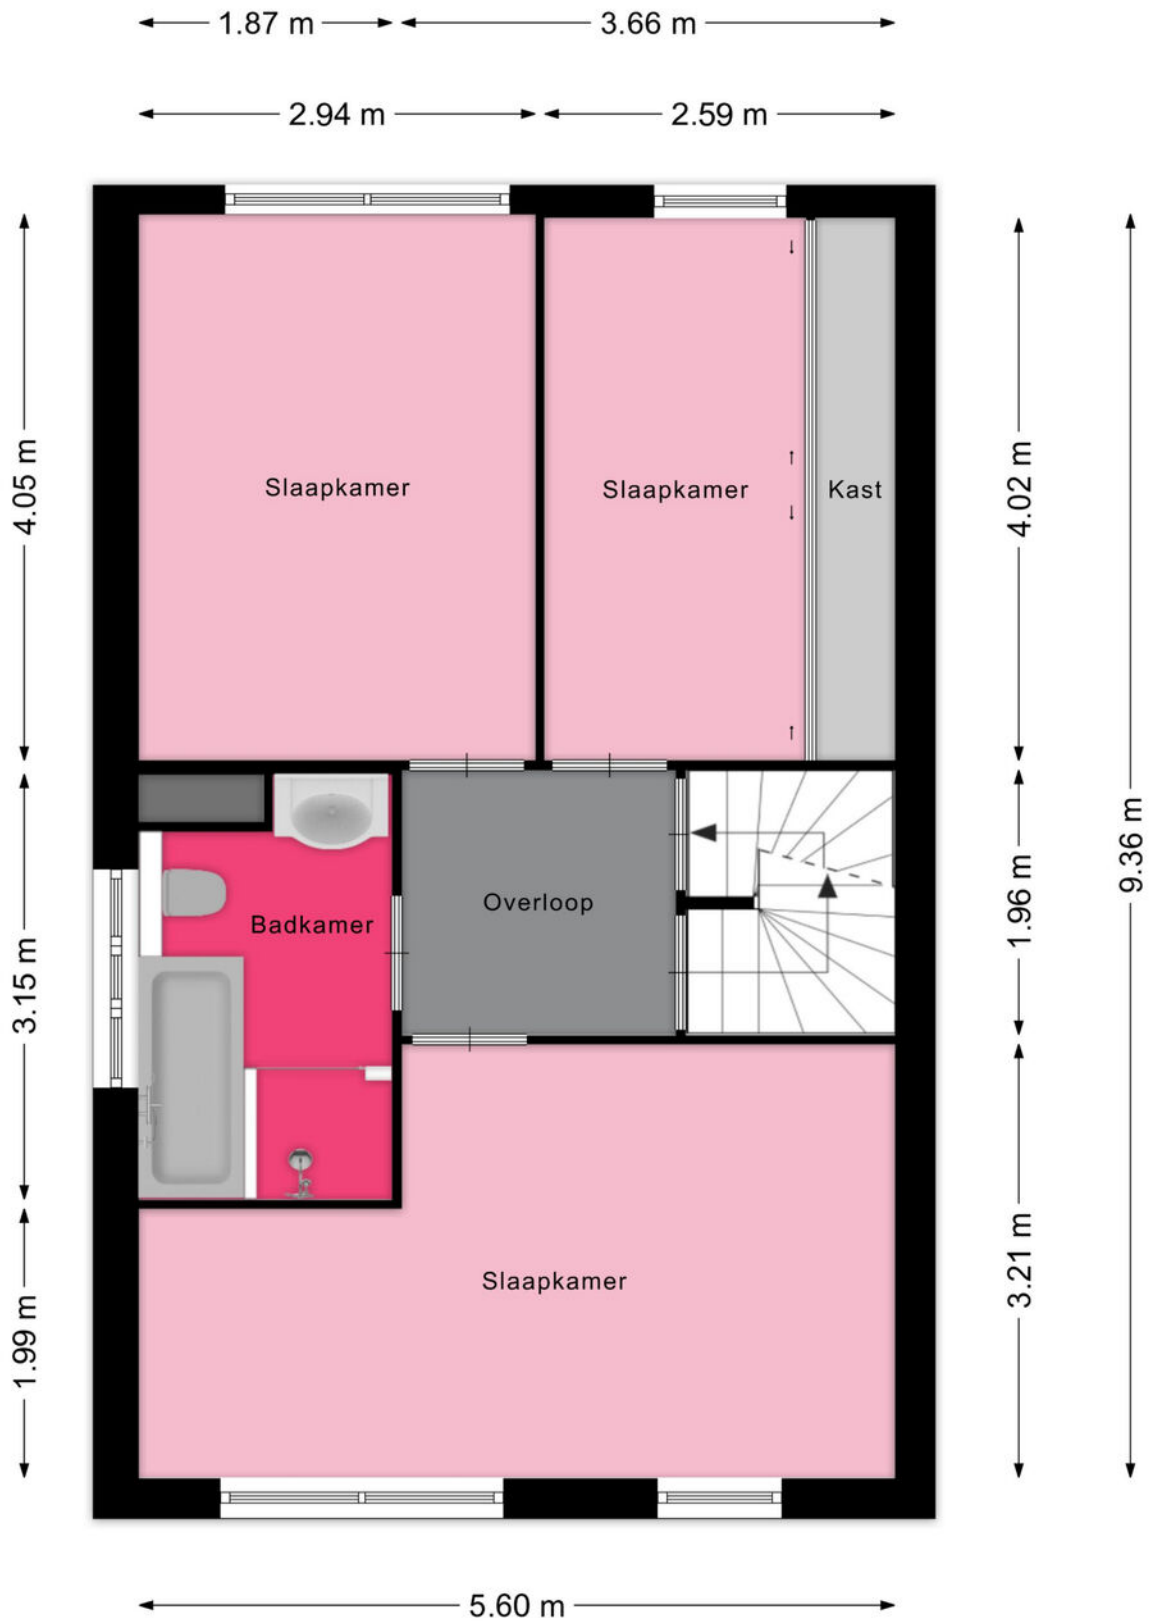 1.87 m
3.66 m
2.94 m
2.59 m
4.05 m
Slaapkamer
Slaapkamer
Kast
4.02 m
9.36 m
Overloop
Badkamer
1.96 m
3.15 m
Slaapkamer
3.21 m
1.99 m
5.60 m